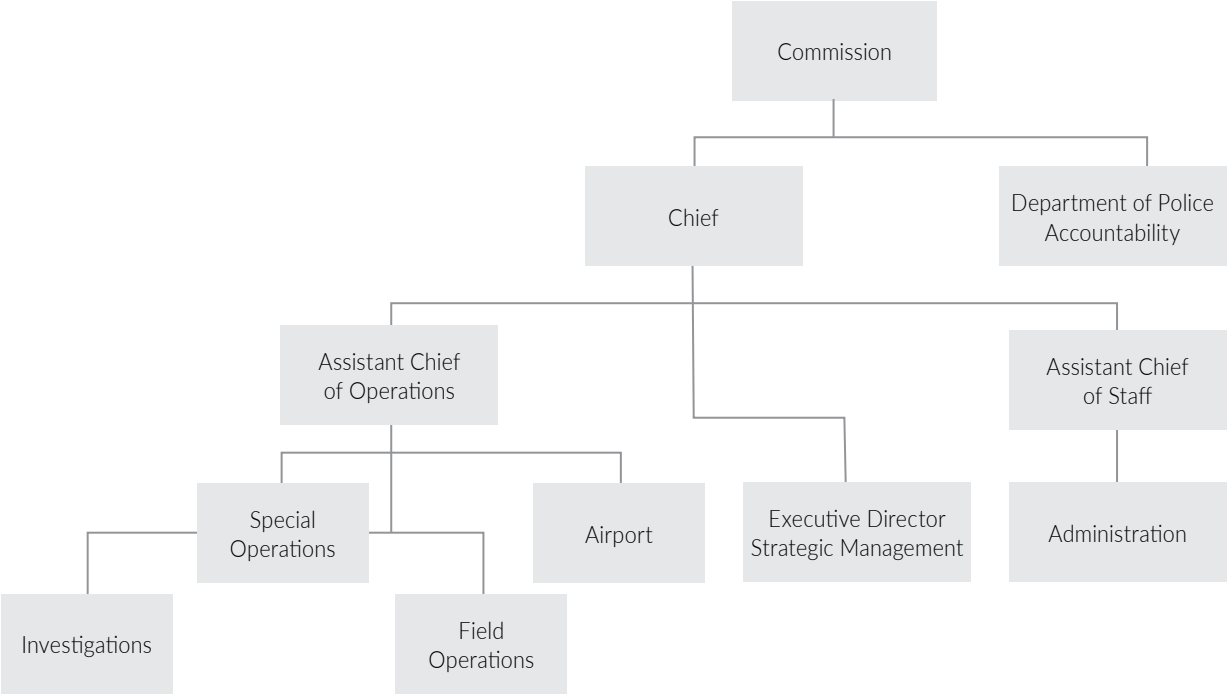 Commission
Chief
Department of Police
Accountability
Assistant Chief
of Operations
Assistant Chief
of Staff
Special
Operations
Airport
Executive Director
Strategic Management
Administration
Investigations
Field
Operations